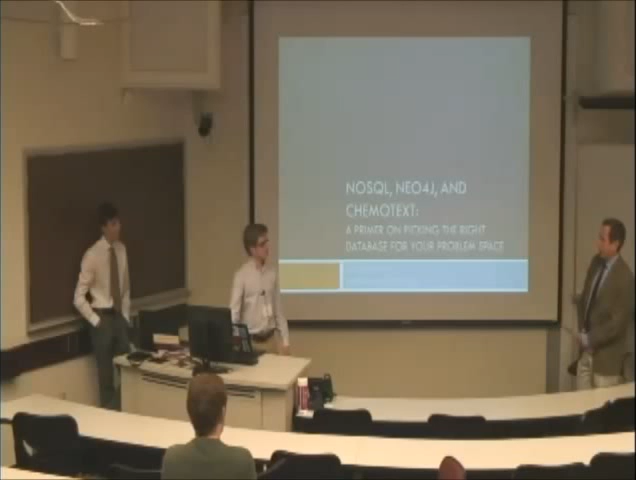 NOSQL, NEO4J, AND
CHEMOTEXT:
A PRIMER ON PICKING THE RIGHT
DATABASE FOR YOUR PROBLEM SPACE